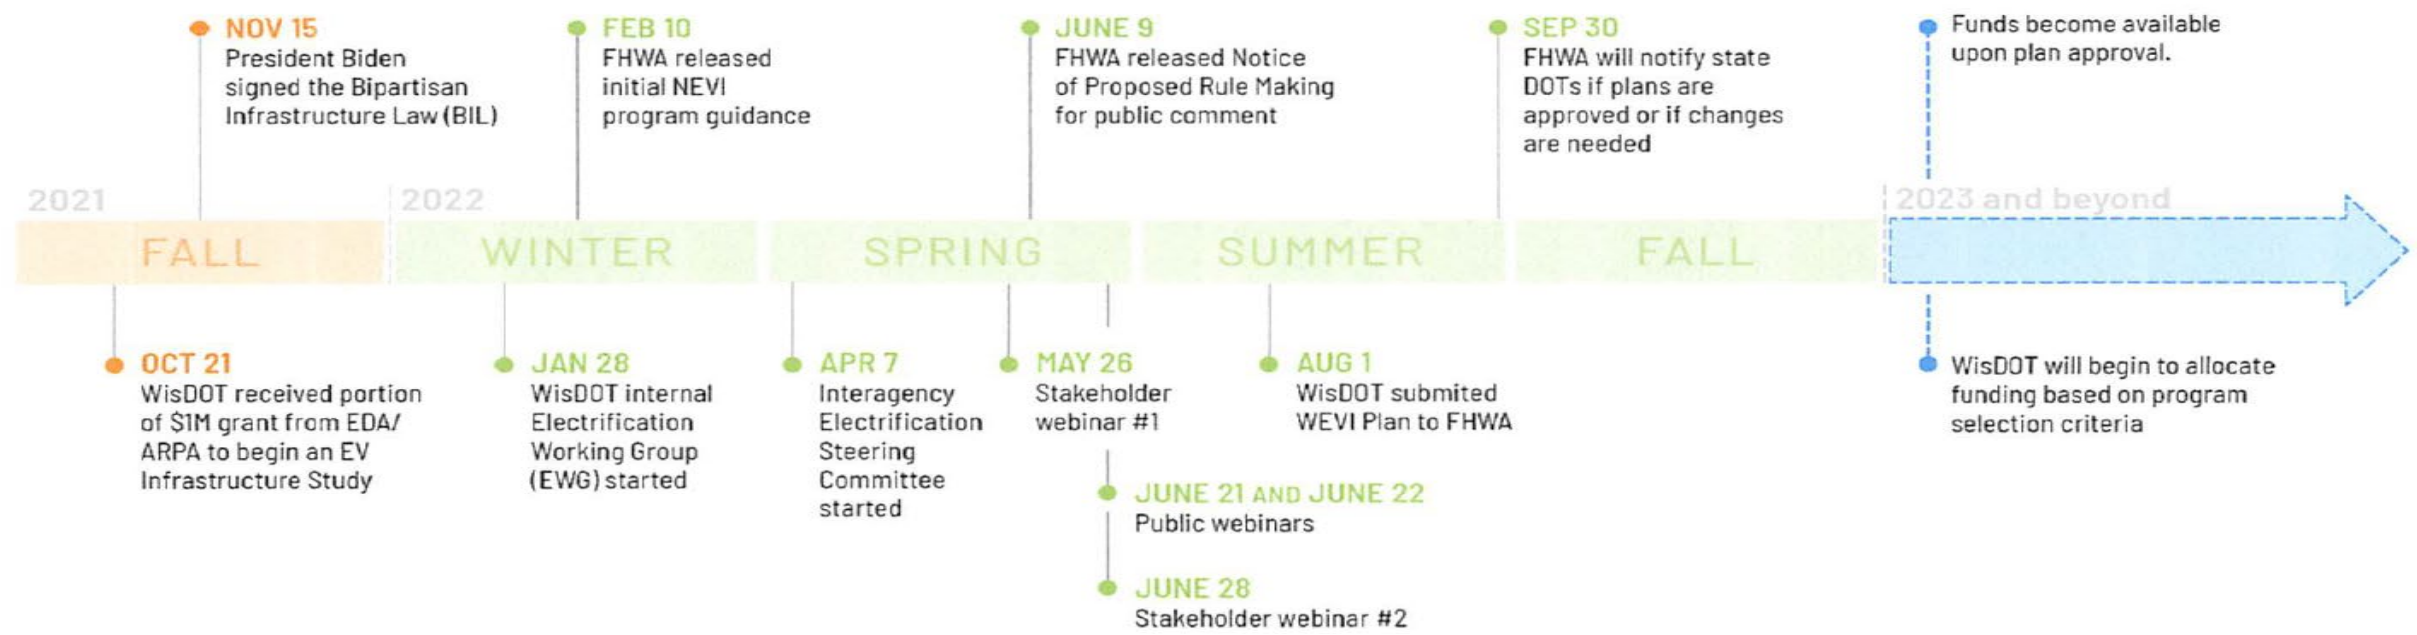 NOV 15
President Biden
signed the Bipartisan
Infrastructure Law (BIL)
FEB 10
FHWA released
initial NEVI
program guidance
JUNE 9
FHWA released Notice
of Proposed Rule Making
for public comment
SEP 30
FHWA will notify state
DOTs if plans are
approved or if changes
are needed
Funds become available
upon plan approval.
2021
2022
2023 and beyond
FALL
WINTER
SPRING
SUMMER
FALL
OCT 21
WisDOT received portion
of $1M grant from EDA/
ARPA to begin an EV
Infrastructure Study
JAN 28
WisDOT internal
Electrification
Working Group
(EWG) started
APR 7
Interagency
Electrification
Steering
Committee
started
MAY 26
Stakeholder
webinar #1
JUNE 21 AND JUNE 22
Public webinars
JUNE 28
Stakeholder webinar #2
AUG 1
WisDOT submited
WEVI Plan to FHWA
WisDOT will begin to allocate
funding based on program
selection criteria